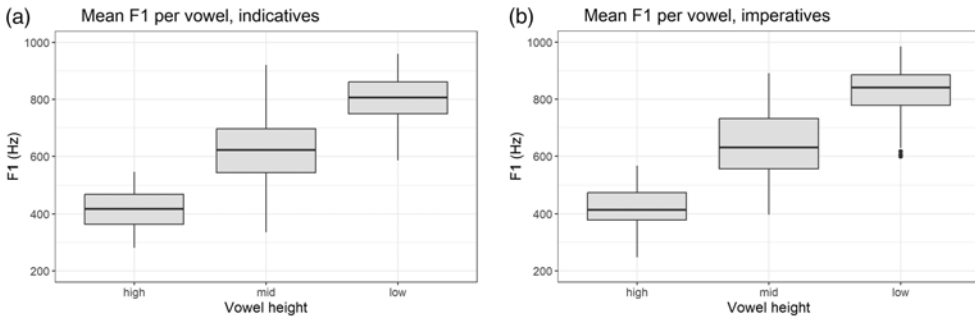 (a)
Mean F1 per vowel, indicatives
1000
800
600
400
200
F1 (Hz)
high mid low
Vowel height
(b)
Mean F1 per vowel, imperatives
1000
800
600
400
200
F1 (Hz)
high mid low
Vowel height